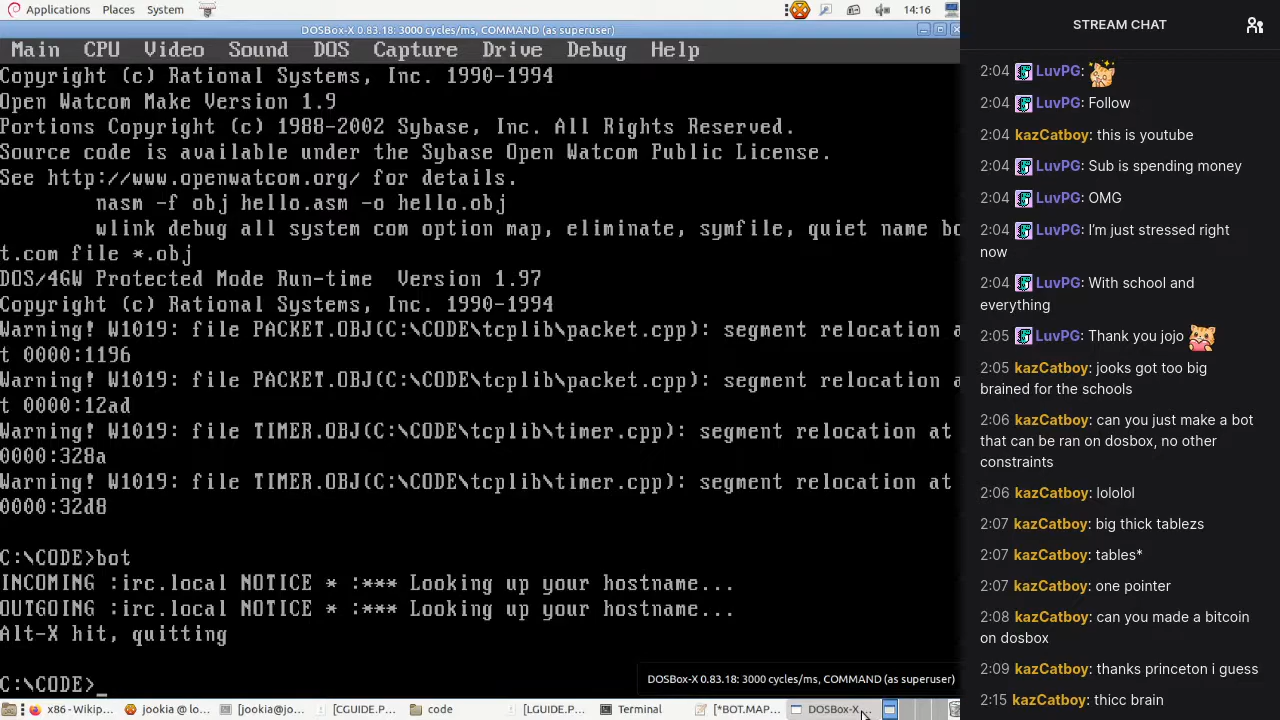 Applications Places System
14:16
DOSBox-X 0.83.18: 3000 cycles/ms, COMMAND (as superuser)
Main CPU Video Sound DOS Capture Drive Debug Help
Copyright (c) Rational Systems, Inc. 1990-1994
Open Watcom Make Version 1.9
Portions Copyright (c) 1988-2002 Sybase, Inc. All Rights Reserved.
Source code is available under the Sybase Open Watcom Public License.
See http://www.openwatcom.org/ for details.
nasm -f obj hello.asm -o hello.obj
wlink debug all system com option map, eliminate, symfile, quiet name bo
t.com file *.obj
DOS/4GW Protected Mode Run-time Version 1.97
Copyright (c) Rational Systems, Inc. 1990-1994
Warning! W1019: file PACKET.OBJ(C:\CODE\tcplib\packet.cpp): segment relocation a
t 0000:1196
Warning! W1019: file PACKET.OBJ(C:\CODE\tcplib\packet.cpp): segment relocation a
t 0000:12ad
Warning! W1019: file TIMER.OBJ(C:\CODE\tcplib\timer.cpp): segment relocation at
0000:328a
Warning! W1019: file TIMER.OBJ(C:\CODE\tcplib\timer.cpp): segment relocation at
0000:32d8
C:\CODE>bot
INCOMING :irc.local NOTICE * :*** Looking up your hostname...
OUTGOING :irc.local NOTICE * :*** Looking up your hostname...
Alt-X hit, quitting
C:\CODE>_
DOSBox-X 0.83.18: 3000 cycles/ms, COMMAND (as superuser)
x86 - Wikip... jookia @ lo... [jookia@jo... [CGUIDE.P... code [LGUIDE.P... Terminal [*BOT.MAP... DOSBox-X...
STREAM CHAT
2:04 LuvPG:
2:04 LuvPG: Follow
2:04 kazCatboy: this is youtube
2:04 LuvPG: Sub is spending money
2:04 LuvPG: OMG
2:04 LuvPG: I'm just stressed right
now
2:04 LuvPG: With school and
everything
2:05 LuvPG: Thank you jojo
2:05 kazCatboy: jooks got too big
brained for the schools
2:06 kazCatboy: can you just make a bot
that can be ran on dosbox, no other
constraints
2:06 kazCatboy: lololol
2:07 kazCatboy: big thick tablezs
2:07 kazCatboy: tables*
2:07 kazCatboy: one pointer
2:08 kazCatboy: can you made a bitcoin
on dosbox
2:09 kazCatboy: thanks princeton i guess
2:15 kazCatboy: thicc brain